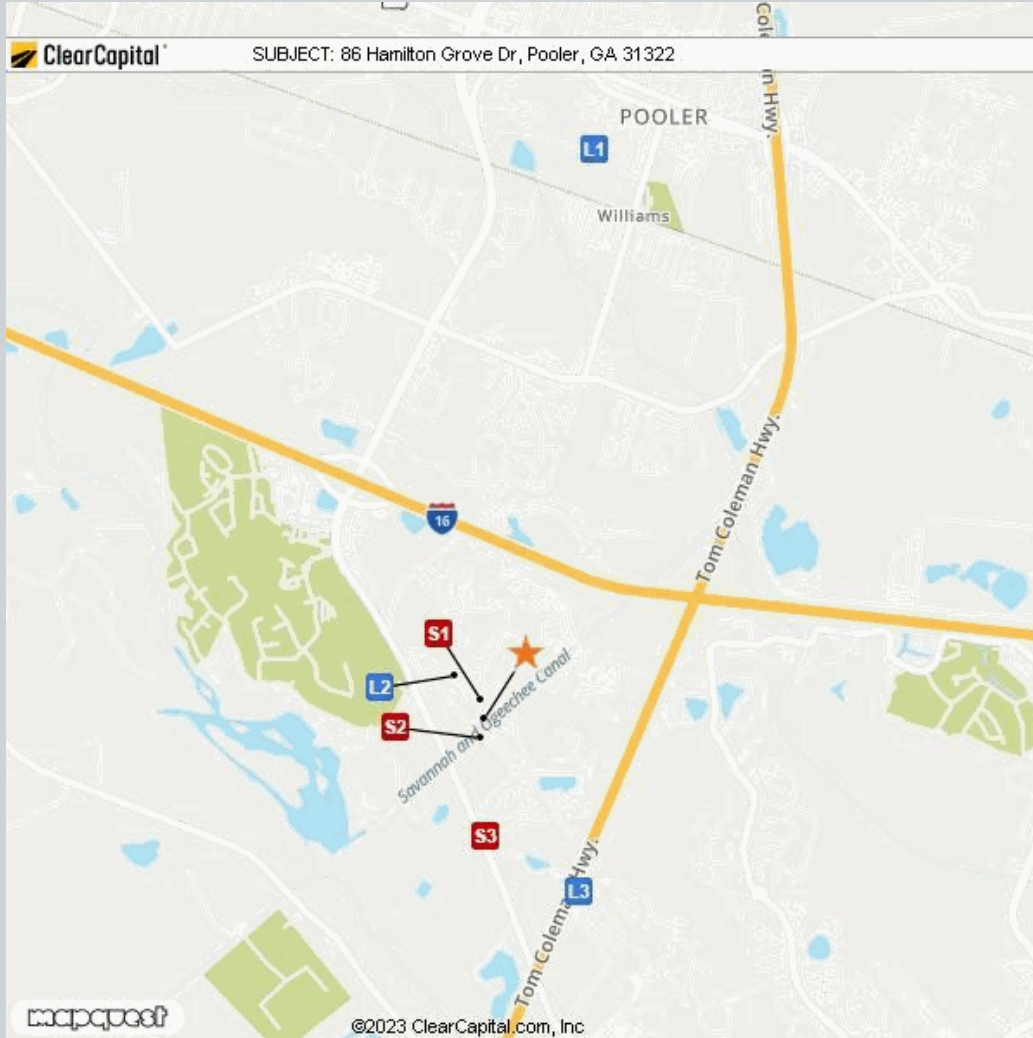 ClearCapital
SUBJECT: 86 Hamilton Grove Dr, Pooler, GA 31322
POOLER
L1
Williams
Tom Coleman Hwy.
16
S1
L2
S2
Savannah and Ogeechee Canal
S3
L3
Tom Coleman Hwy.
mapquest
©2023 ClearCapital.com, Inc